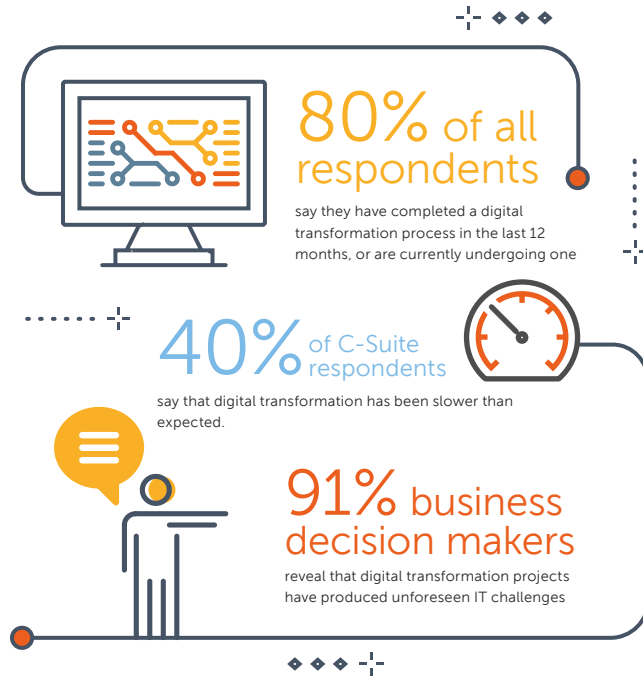 80% of all
respondents
say they have completed a digital
transformation process in the last 12
months, or are currently undergoing one
40% of C-Suite
respondents
say that digital transformation has been slower than
expected.
91% business
decision makers
reveal that digital transformation projects
have produced unforeseen IT challenges